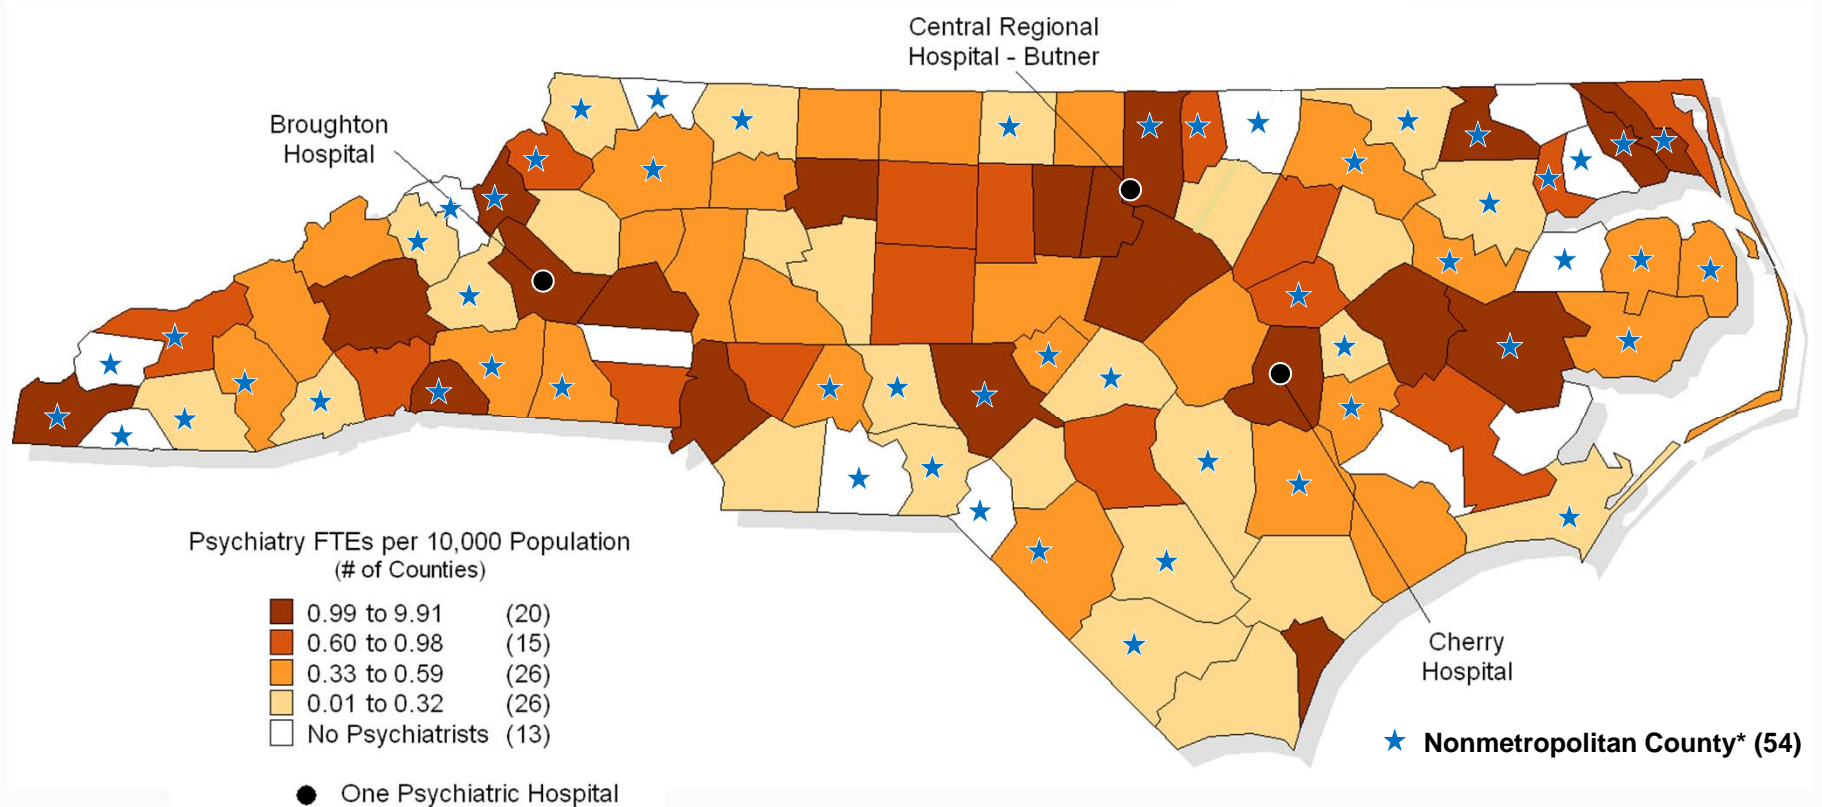 Central Regional
Hospital - Butner
Broughton
Hospital
Psychiatry FTEs per 10,000 Population
(# of Counties)
0.99 to 9.91 (20)
0.60 to 0.98 (15)
0.33 to 0.59 (26)
0.01 to 0.32 (26)
No Psychiatrists (13)
One Psychiatric Hospital
Cherry
Hospital
Nonmetropolitan County* (54)